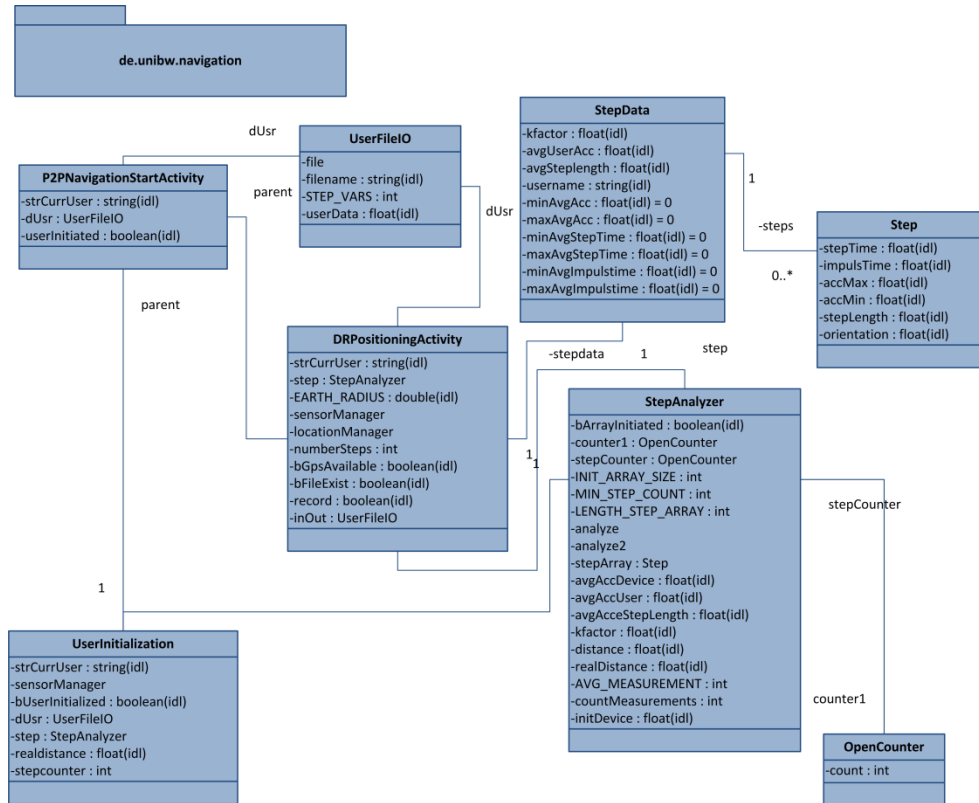 de.unibw.navigation
dUsr
UserFileIO
-file
-filename : string(idl)
-STEP_VARS : int
-userData : float(idl)
P2PNavigationStartActivity
-strCurrUser : string(idl)
-dUsr : UserFileIO
-userInitiated : boolean(idl)
parent
dUsr
StepData
-kfactor : float(idl)
-avgUserAcc : float(idl)
-avgSteplength : float(idl)
-username : string(idl)
-minAvgAcc : float(idl) = 0
-maxAvgAcc : float(idl) = 0
-minAvgStepTime : float(idl) = 0
-maxAvgStepTime : float(idl) = 0
-minAvgImpulstime : float(idl) = 0
-maxAvgImpulstime : float(idl) = 0
1
-steps
0..*
Step
-stepTime : float(idl)
-impulsTime : float(idl)
-accMax : float(idl)
-accMin : float(idl)
-stepLength : float(idl)
-orientation : float(idl)
parent
DRPositioningActivity
-strCurrUser : string(idl)
-step : StepAnalyzer
-EARTH_RADIUS : double(idl)
-sensorManager
-locationManager
-numberSteps : int
-bGpsAvailable : boolean(idl)
-bFileExist : boolean(idl)
-record : boolean(idl)
-inOut : UserFileIO
-stepdata
1
step
1
1
StepAnalyzer
-bArrayInitiated : boolean(idl)
-counter1 : OpenCounter
-stepCounter : OpenCounter
-INIT_ARRAY_SIZE : int
-MIN_STEP_COUNT : int
-LENGTH_STEP_ARRAY : int
-analyze
-analyze2
-stepArray : Step
-avgAccDevice : float(idl)
-avgAccUser : float(idl)
-avgAcceStepLength : float(idl)
-kfactor : float(idl)
-distance : float(idl)
-realDistance : float(idl)
-AVG_MEASUREMENT : int
-countMeasurements : int
-initDevice : float(idl)
stepCounter
counter1
1
UserInitialization
-strCurrUser : string(idl)
-sensorManager
-bUserInitialized : boolean(idl)
-dUsr : UserFileIO
-step : StepAnalyzer
-realdistance : float(idl)
-stepcounter : int
OpenCounter
-count : int